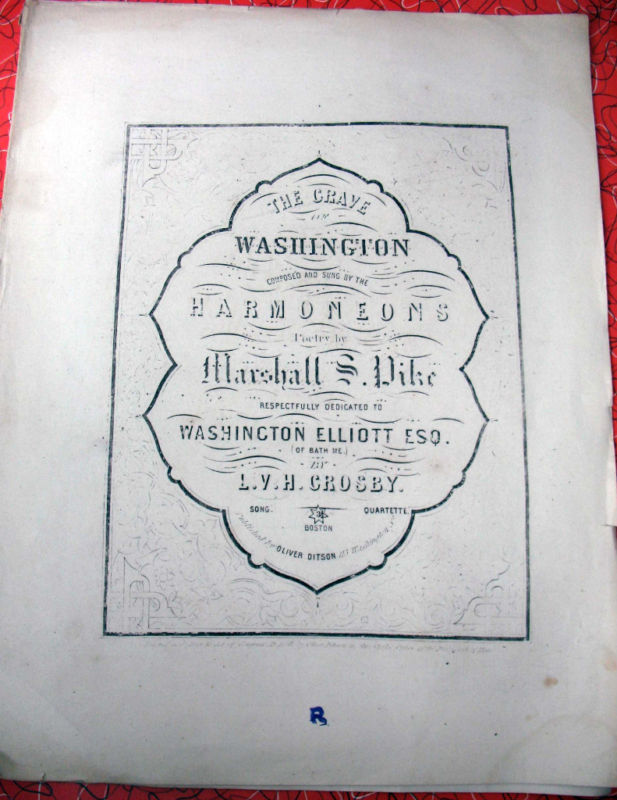 THE GRAVE
OF
WASHINGTON
COMPOSED AND SUNG BY THE
HARMONEONS
Poetry by
Marshall S. Pike
RESPECTFULLY DEDICATED TO
WASHINGTON ELLIOTT ESQ.
(OF BATH ME.)
BY
L.V.H. CROSBY.
SONG. QUARTETTE.
BOSTON
Published by OLIVER DITSON 115 Washington
R